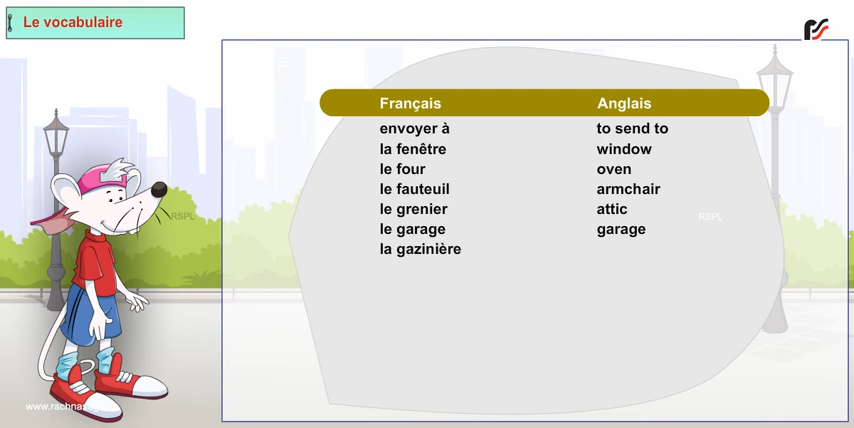 Le vocabulaire
Français Anglais
envoyer à to send to
la fenêtre window
le four oven
le fauteuil armchair
le grenier attic
le garage garage
la gazinière
RSPL
RSPL